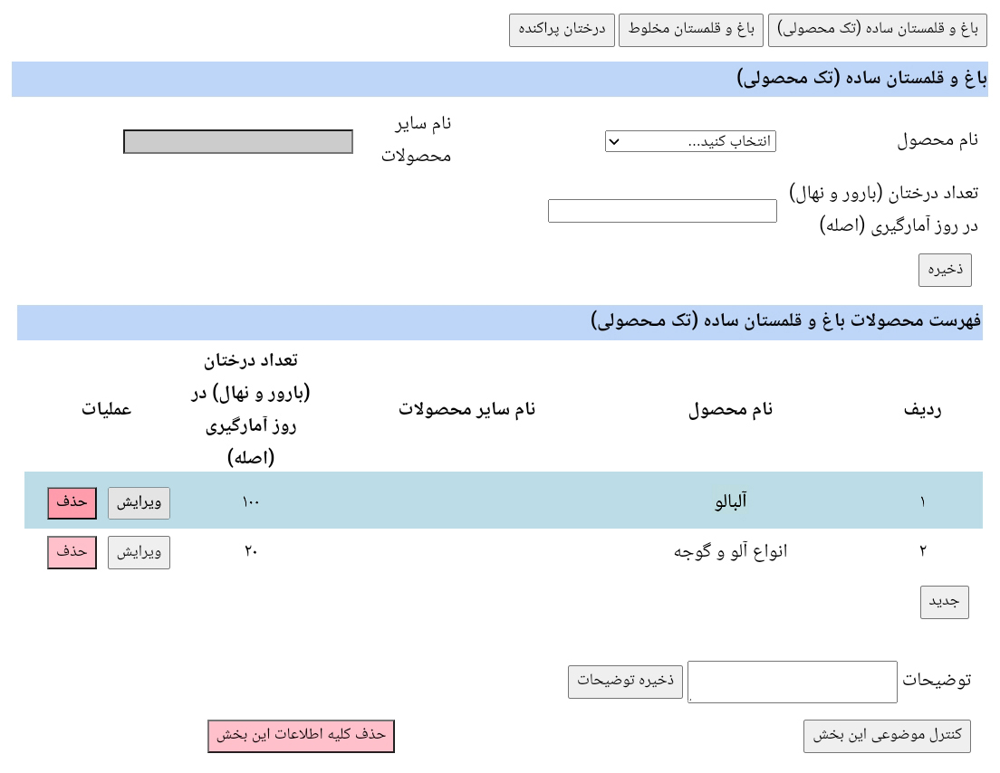 باغ و قلمستان ساده (تک محصولی) باغ و قلمستان مخلوط درختان پراکنده
باغ و قلمستان ساده (تک محصولی)
نام محصول انتخاب کنید... نام سایر
محصولات
تعداد درختان (بارور و نهال)
در روز آمارگیری (اصله)
ذخیره
فهرست محصولات باغ و قلمستان ساده (تک محصولی)
ردیف نام محصول نام سایر محصولات تعداد درختان
(بارور و نهال) در
روز آمارگیری
(اصله) عملیات
۱ آلبالو ۱۰۰ ویرایش حذف
۲ انواع آلو و گوجه ۲۰ ویرایش حذف
جدید
توضیحات ذخیره توضیحات
کنترل موضوعی این بخش حذف کلیه اطلاعات این بخش